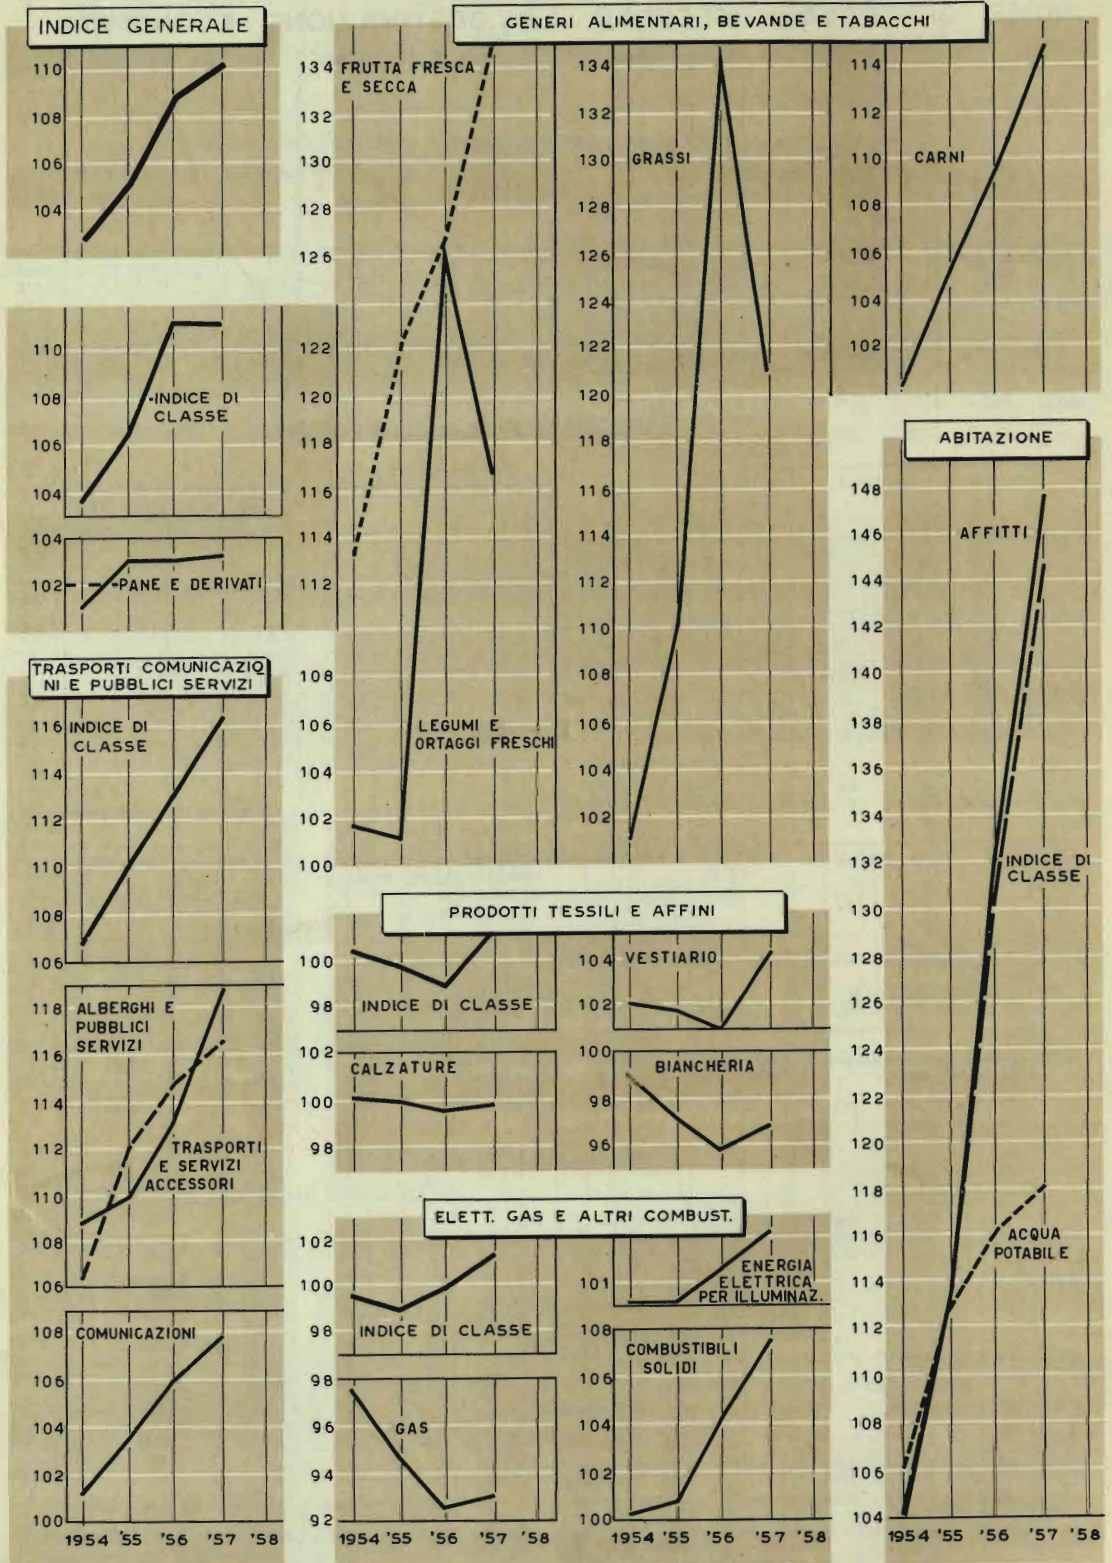 INDICE GENERALE
110
108
106
104
110
108
106
104
INDICE DI
CLASSE
104
102
PANE E DERIVATI
GENERI ALIMENTARI, BEVANDE E TABACCHI
134
132
130
128
126
122
120
118
116
114
112
108
106
104
102
100
FRUTTA FRESCA
E SECCA
LEGUMI E
ORTAGGI FRESCHI
134
132
130
128
126
124
122
120
118
116
114
112
110
108
106
104
102
GRASSI
114
112
110
108
106
104
102
CARNI
TRASPORTI COMUNICAZIO
NI E PUBBLICI SERVIZI
116
114
112
110
108
106
INDICE DI
CLASSE
118
116
114
112
110
108
106
ALBERGHI E
PUBBLICI
SERVIZI
TRASPORTI
E SERVIZI
ACCESSORI
108
106
104
102
100
COMUNICAZIONI
1954 '55 '56 '57 '58
PRODOTTI TESSILI E AFFINI
100
98
INDICE DI CLASSE
104
102
VESTIARIO
102
100
98
CALZATURE
100
98
96
BIANCHERIA
ELETT. GAS E ALTRI COMBUST.
102
100
98
INDICE DI CLASSE
101
ENERGIA
ELETTRICA
PER ILLUMINAZ.
98
96
94
92
GAS
1954 '55 '56 '57 '58
108
106
104
102
100
COMBUSTIBILI
SOLIDI
1954 '55 '56 '57 '58
ABITAZIONE
148
146
144
142
140
138
136
134
132
130
128
126
124
122
120
118
116
114
112
110
108
106
104
AFFITTI
INDICE DI
CLASSE
ACQUA
POTABILE
1954 '55 '56 '57 '58